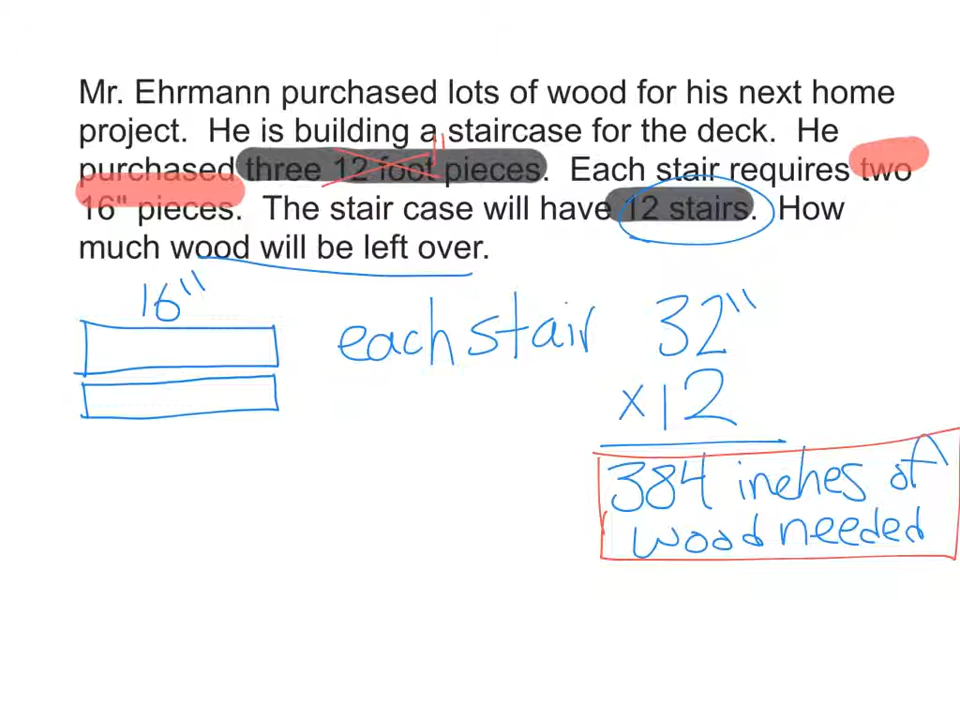 Mr. Ehrmann purchased lots of wood for his next home
project. He is building a staircase for the deck. He
purchased three 12 foot pieces. Each stair requires two
16" pieces. The stair case will have 12 stairs. How
much wood will be left over.
16"
each stair 32"
x12
384 inches of
wood needed